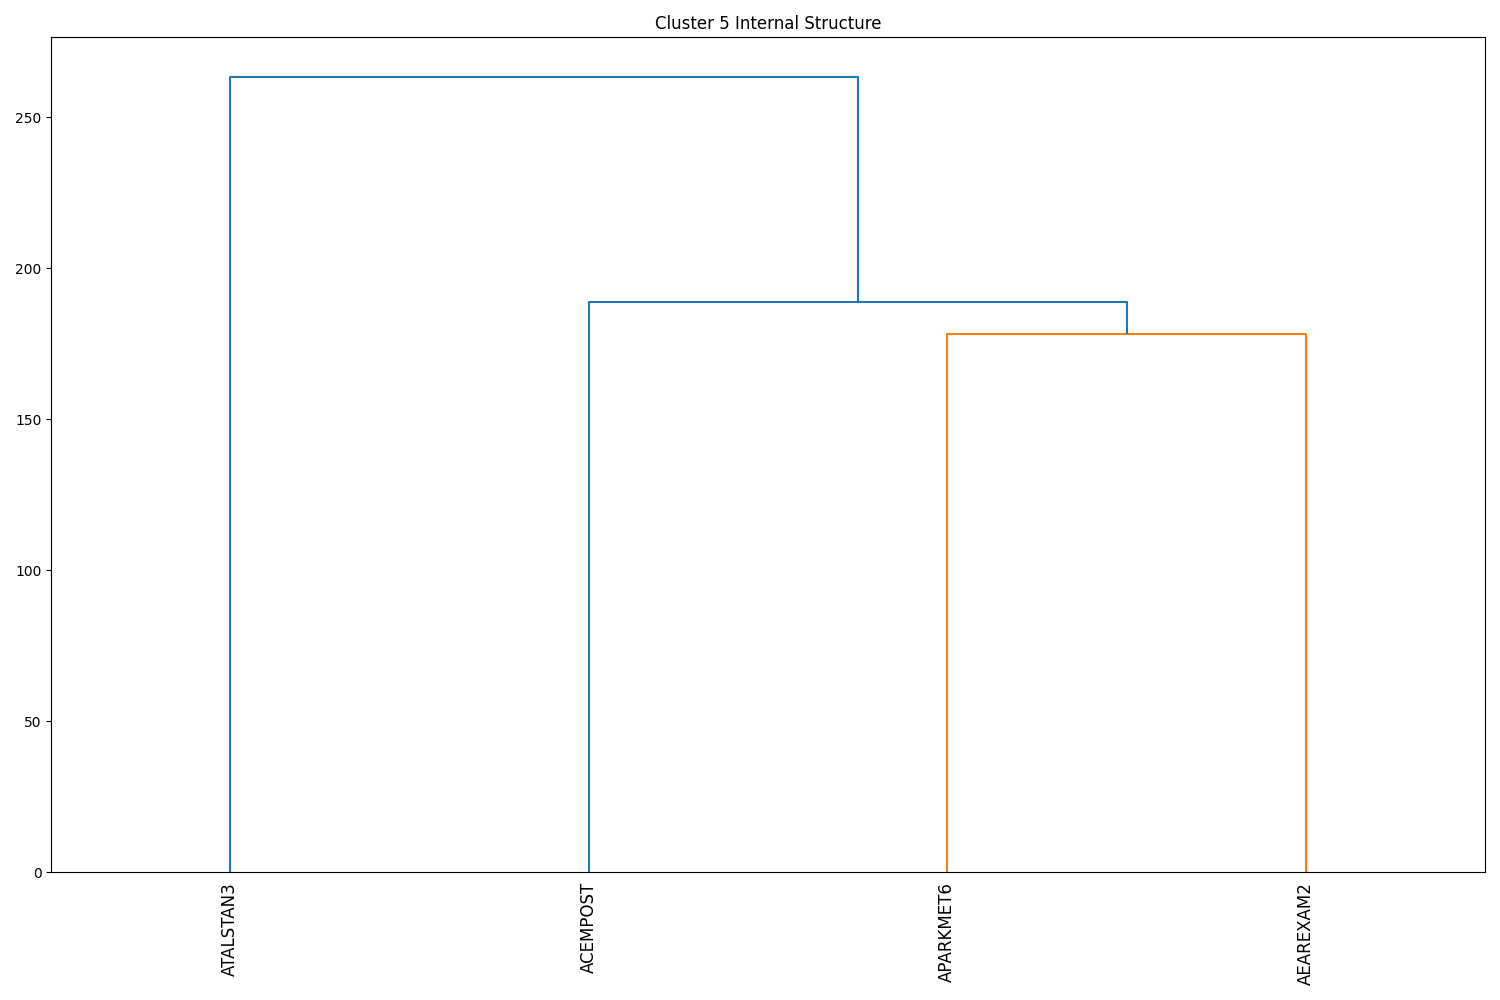 Cluster 5 Internal Structure
250
200
150
100
50
0
ATALSTAN3
ACEMPOST
APARKMET6
AEAREXAM2